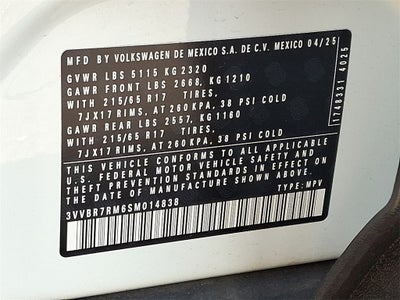 MFD BY VOLKSWAGEN DE MEXICO S.A. DE C.V. MEXICO 04/25
GVWR LBS 5115 KG 2320
GAWR FRONT LBS 2668, KG 1210
WITH 215/65 R17 TIRES,
7JX17 RIMS, AT 260 KPA, 38 PSI COLD
GAWR REAR LBS 2557, KG 1160
WITH 215/65 R17 TIRES,
7JX17 RIMS, AT 260 KPA, 38 PSI COLD
THIS VEHICLE CONFORMS TO ALL APPLICABLE
U.S. FEDERAL MOTOR VEHICLE SAFETY AND
THEFT PREVENTION STANDARDS IN EFFECT ON
THE DATE OF MANUFACTURE SHOWN ABOVE.
3VVBR7RM6SM014838 TYPE: MPV
1748331 4025